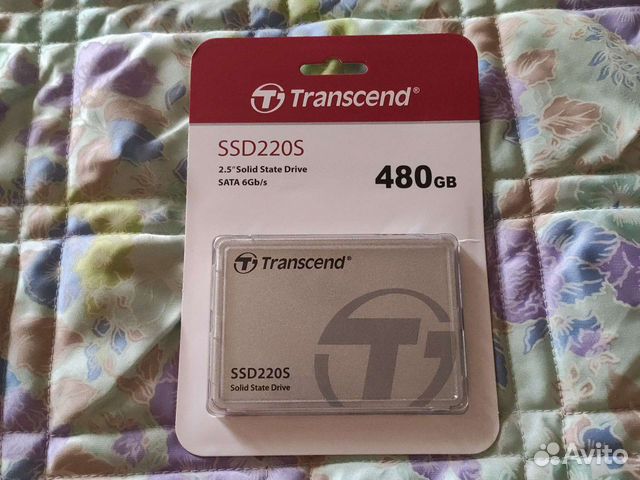 Transcend®
SSD220S
2.5" Solid State Drive
SATA 6Gb/s
480GB
Transcend®
SSD220S
Solid State Drive
Avito